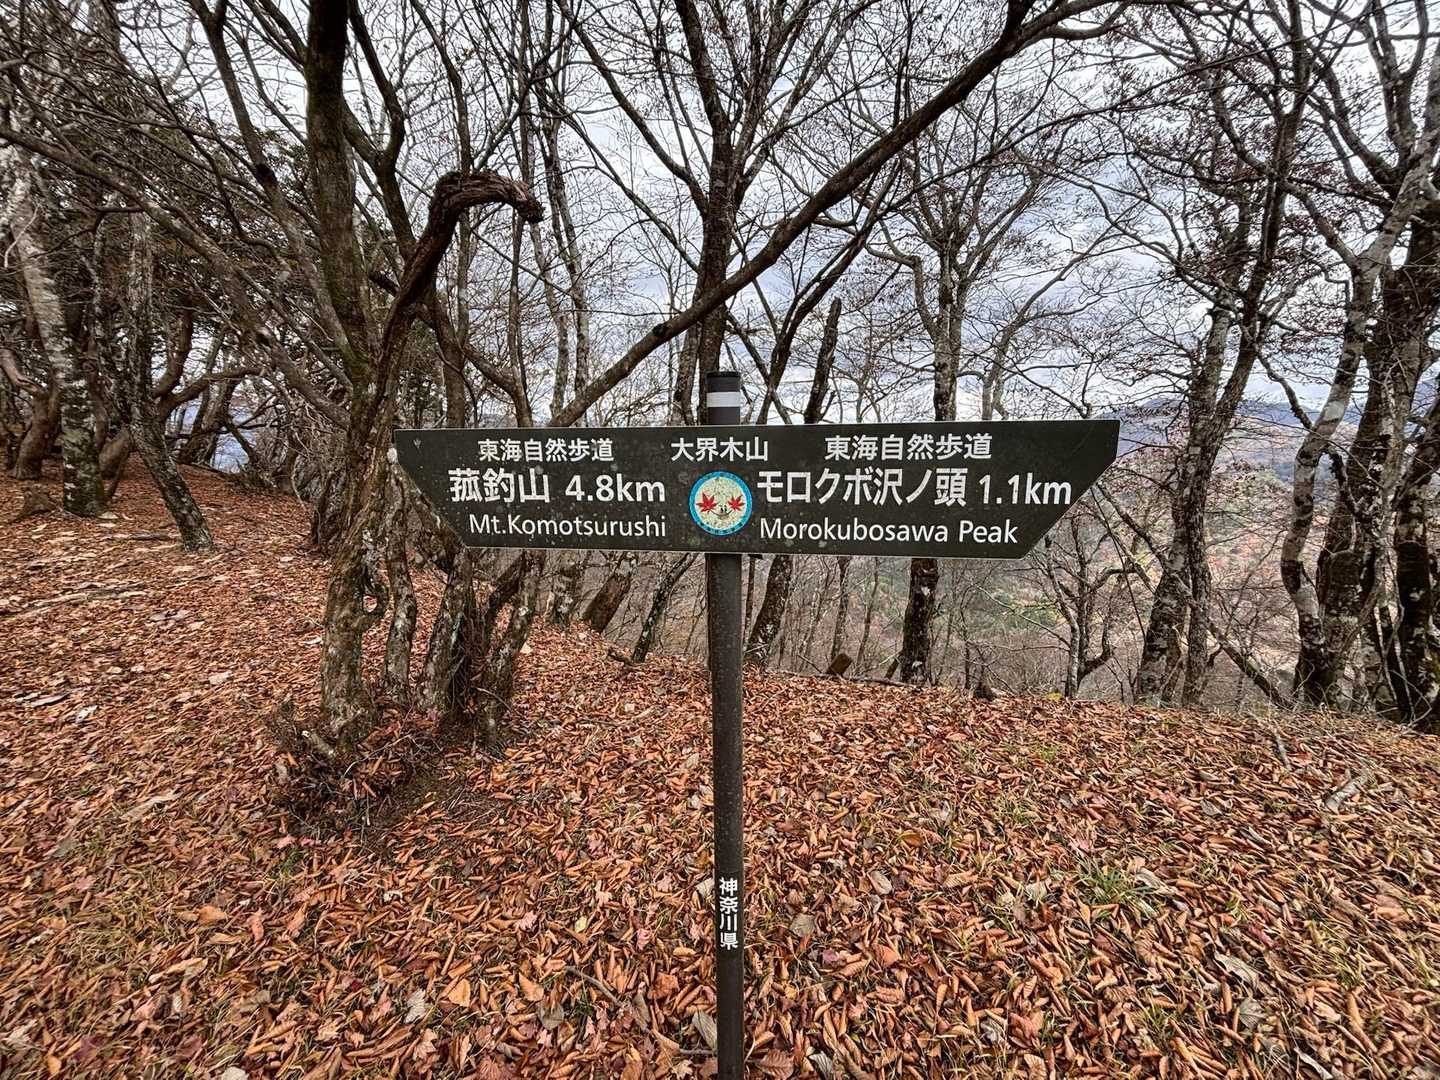 東海自然歩道 大界木山 東海自然歩道
菰釣山 4.8km モロクボ沢ノ頭 1.1km
Mt.Komotsurushi Morokubosawa Peak
神奈川県